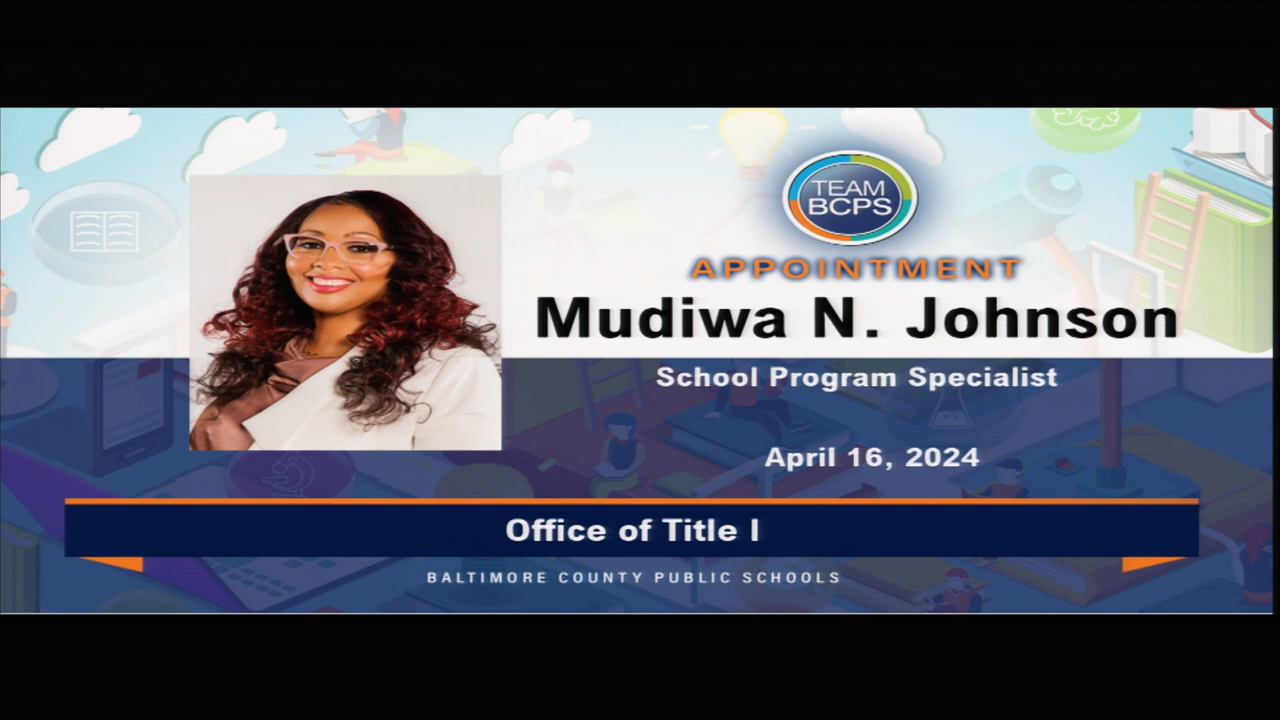 TEAM
BCPS
APPOINTMENT
Mudiwa N. Johnson
School Program Specialist
April 16, 2024
Office of Title I
BALTIMORE COUNTY PUBLIC SCHOOLS